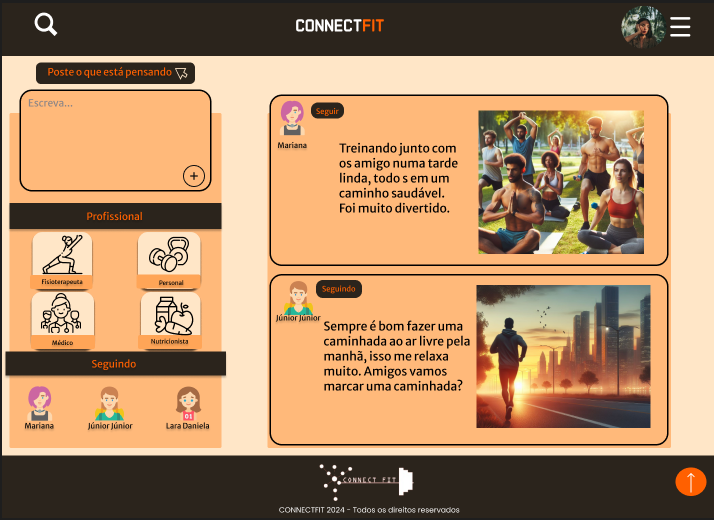 CONNECTFIT
Poste o que está pensando
Escreva...
Profissional
Fisioterapeuta
Personal
Médico
Nutricionista
Seguindo
Mariana
Júnior Júnior
01
Lara Daniela
Seguir
Mariana
Treinando junto com
os amigo numa tarde
linda, todo s em um
caminho saudável.
Foi muito divertido.
Seguindo
Júnior Júnior
Sempre é bom fazer uma
caminhada ao ar livre pela
manhã, isso me relaxa
muito. Amigos vamos
marcar uma caminhada?
CONNECT FIT
CONNECTFIT 2024 - Todos os direitos reservados